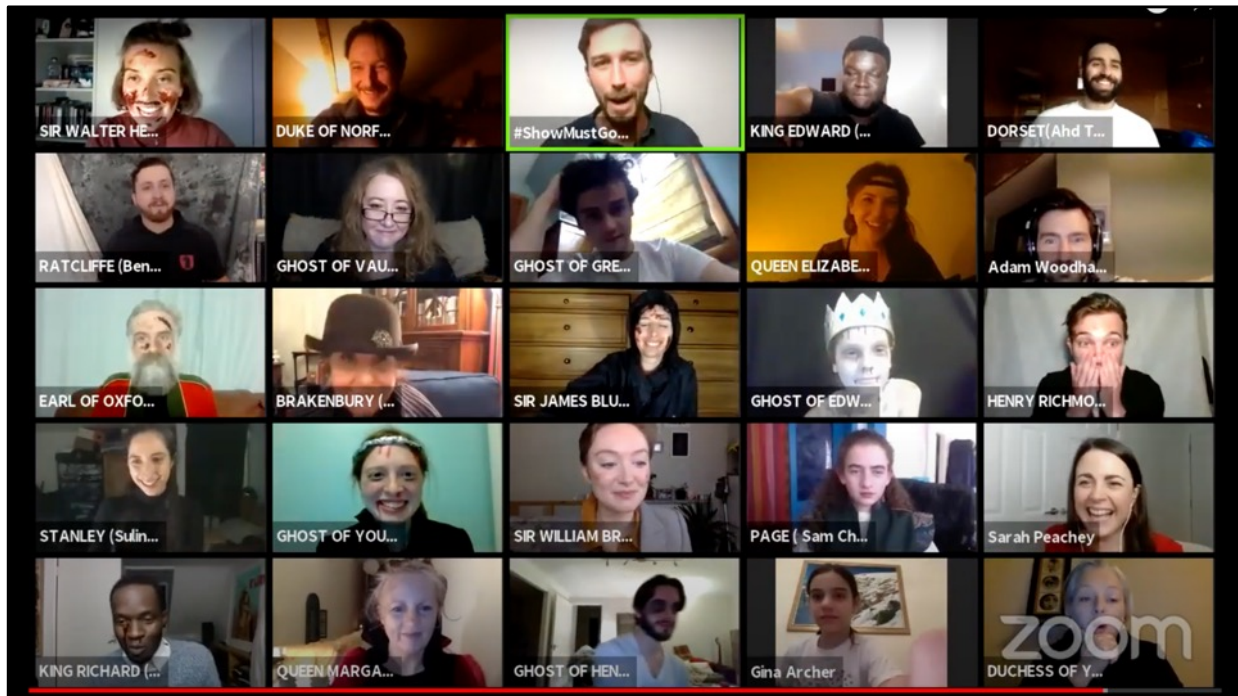 SIR WALTER HE...
DUKE OF NORF...
#ShowMustGo...
KING EDWARD (...
DORSET(Ahd T...
RATCLIFFE (Ben...
GHOST OF VAU...
GHOST OF GRE...
QUEEN ELIZABE...
Adam Woodha...
EARL OF OXFO...
BRAKENBURY (...
SIR JAMES BLU...
GHOST OF EDW...
HENRY RICHMO...
STANLEY (Sulin...
GHOST OF YOU...
SIR WILLIAM BR...
PAGE ( Sam Ch...
Sarah Peachey
KING RICHARD (...
QUEEN MARGA...
GHOST OF HEN...
Gina Archer
DUCHESS OF Y...
zoom